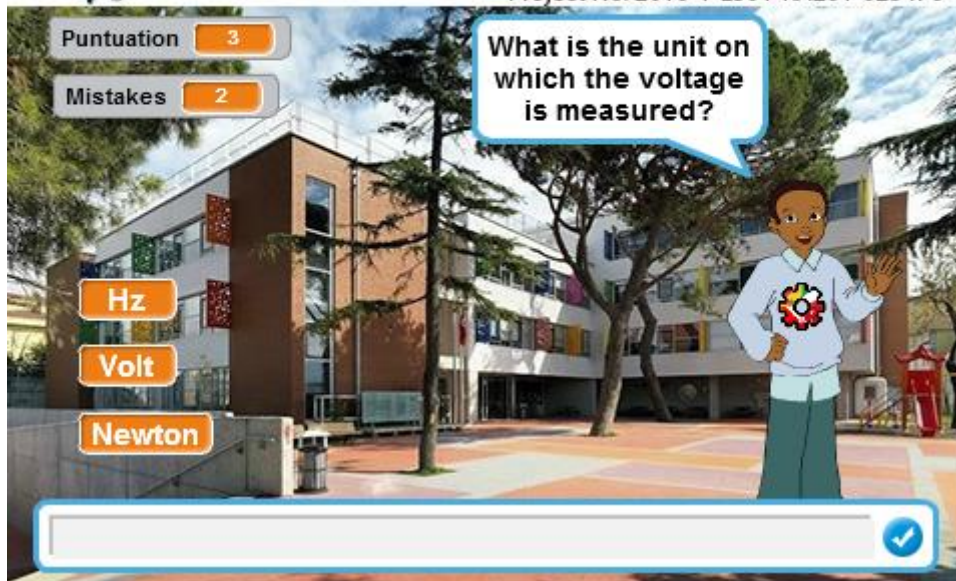 Puntuation 3
Mistakes 2
What is the unit on
which the voltage
is measured?
Hz
Volt
Newton